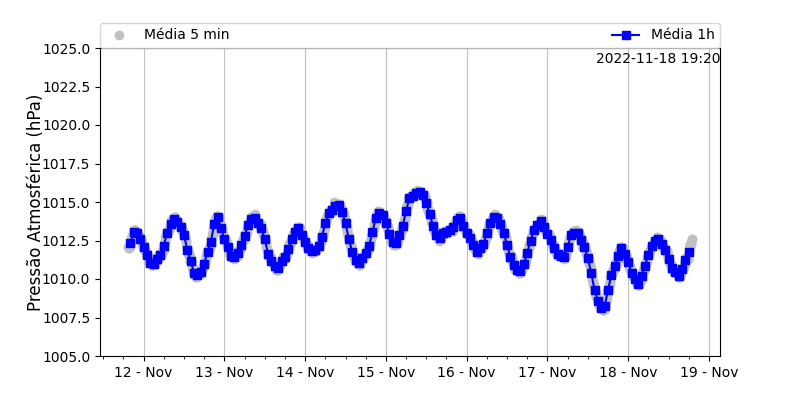 Média 5 min
Média 1h
2022-11-18 19:20
Pressão Atmosférica (hPa)
1025.0
1022.5
1020.0
1017.5
1015.0
1012.5
1010.0
1007.5
1005.0
12 - Nov
13 - Nov
14 - Nov
15 - Nov
16 - Nov
17 - Nov
18 - Nov
19 - Nov